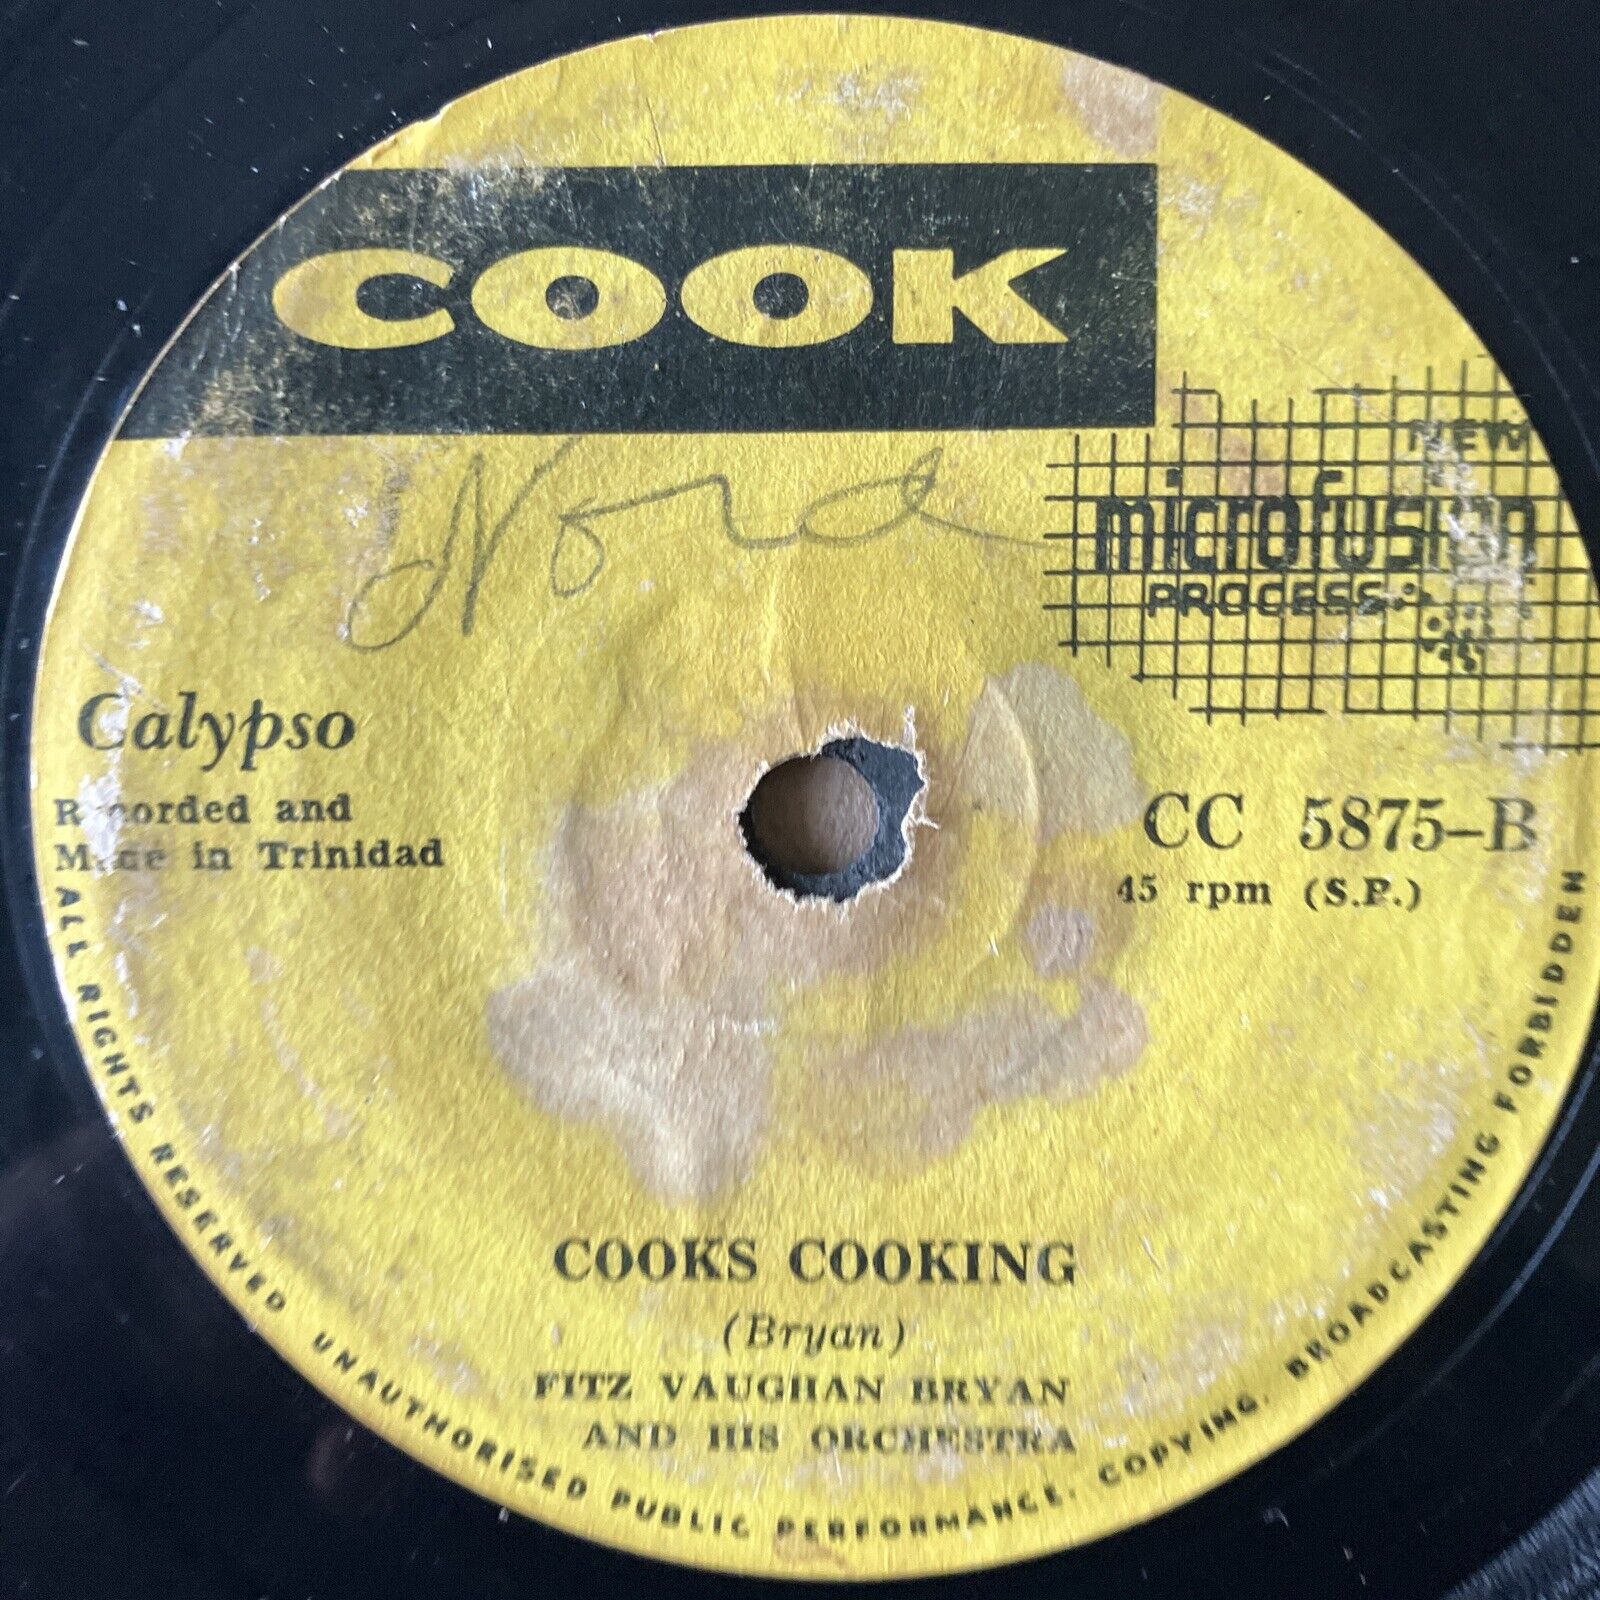 COOK
NEW
microfusion
PROCESS
Calypso
Recorded and
Made in Trinidad
CC 5875-B
45 rpm (S.P.)
COOKS COOKING
(Bryan)
FITZ VAUGHAN BRYAN
AND HIS ORCHESTRA
ALL RIGHTS RESERVED UNAUTHORISED PUBLIC PERFORMANCE. COPYING. BROADCASTING FORBIDDEN